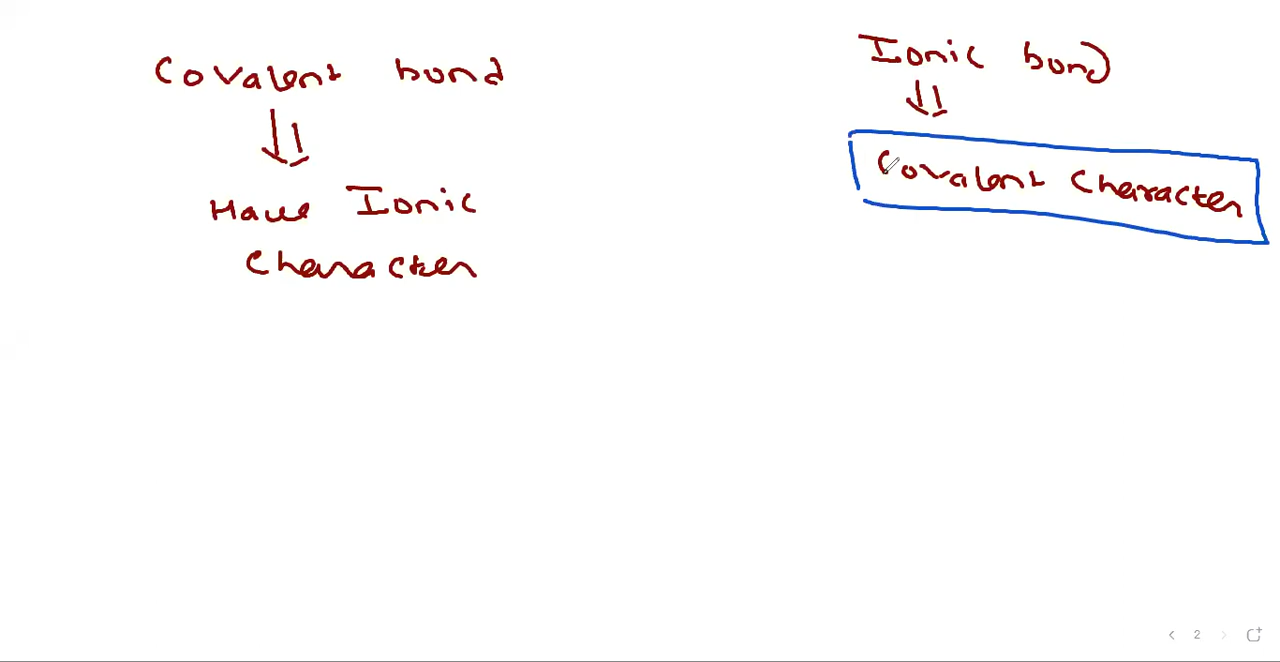 Covalent bond
Have Ionic
Character
Ionic bond
Covalent Character
2